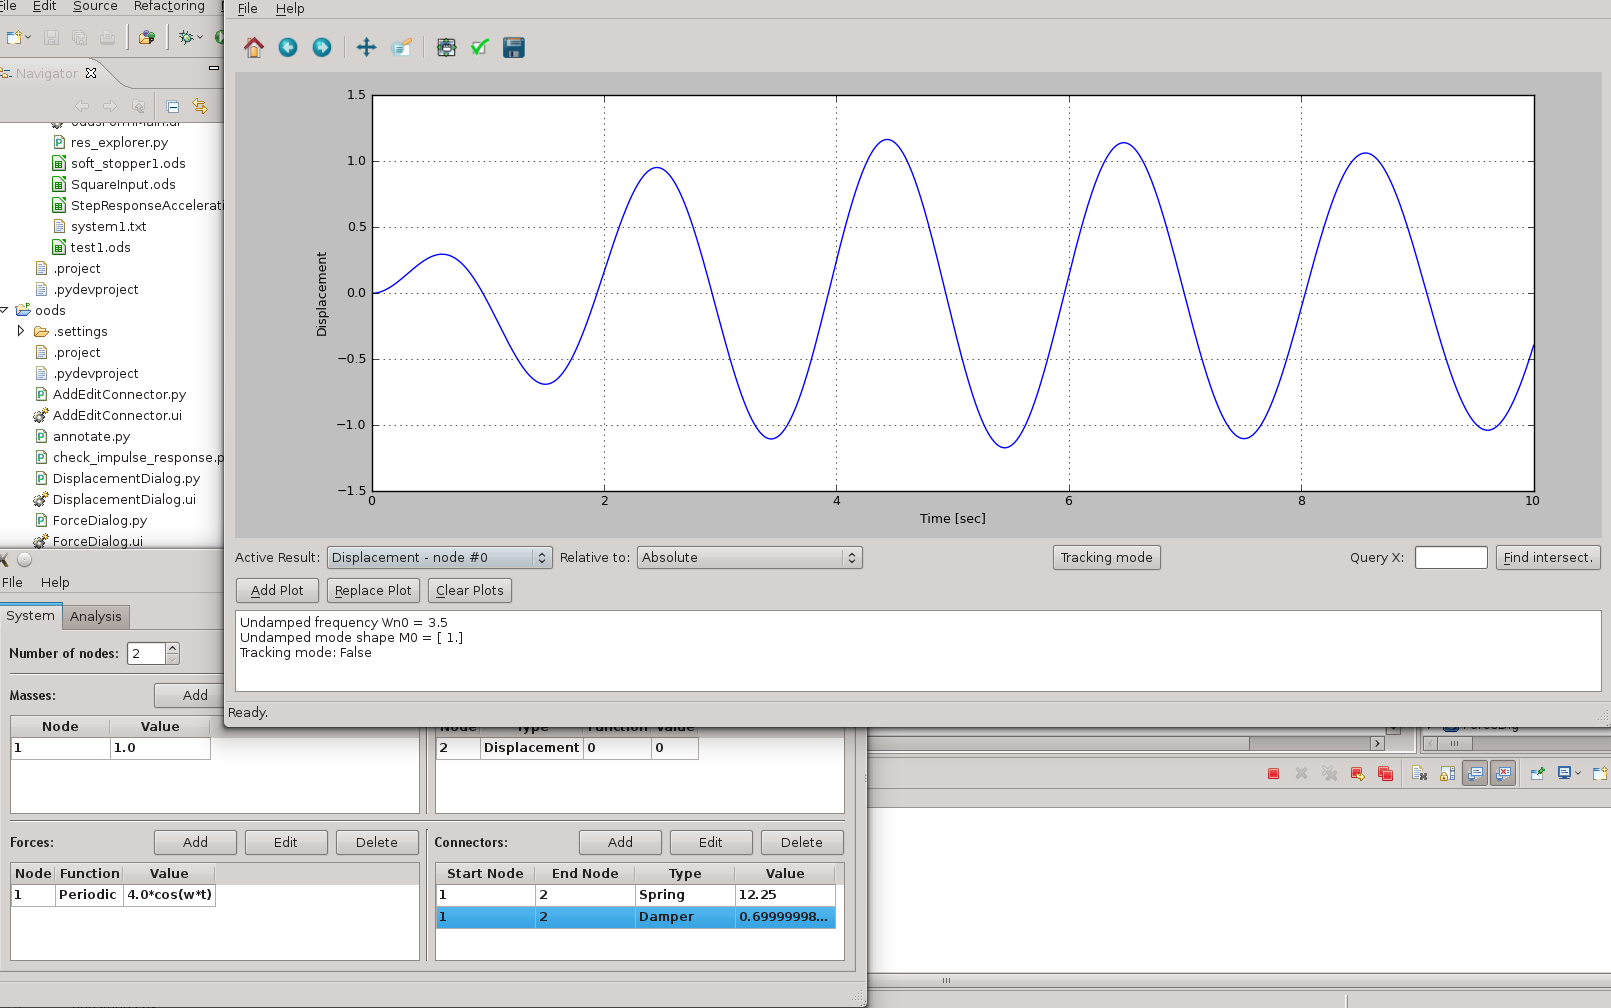 File Edit Source Refactoring
Navigator
oddsFormMain.ui
res_explorer.py
soft_stopper1.ods
SquareInput.ods
StepResponseAccelerati
system1.txt
test1.ods
.project
.pydevproject
oods
.settings
.project
.pydevproject
AddEditConnector.py
AddEditConnector.ui
annotate.py
check_impulse_response.p
DisplacementDialog.py
DisplacementDialog.ui
ForceDialog.py
ForceDialog.ui
File Help
1.5
1.0
0.5
0.0
−0.5
−1.0
−1.5
Displacement
0 2 4 6 8 10
Time [sec]
Active Result: Displacement - node #0 Relative to: Absolute Tracking mode Query X: Find intersect.
Add Plot Replace Plot Clear Plots
Undamped frequency Wn0 = 3.5
Undamped mode shape M0 = [ 1.]
Tracking mode: False
Ready.
File Help
System Analysis
Number of nodes: 2
Masses: Add
Node Value
1 1.0
Node Type Function Value
2 Displacement 0 0
Forces: Add Edit Delete
Node Function Value
1 Periodic 4.0*cos(w*t)
Connectors: Add Edit Delete
Start Node End Node Type Value
1 2 Spring 12.25
1 2 Damper 0.69999998...